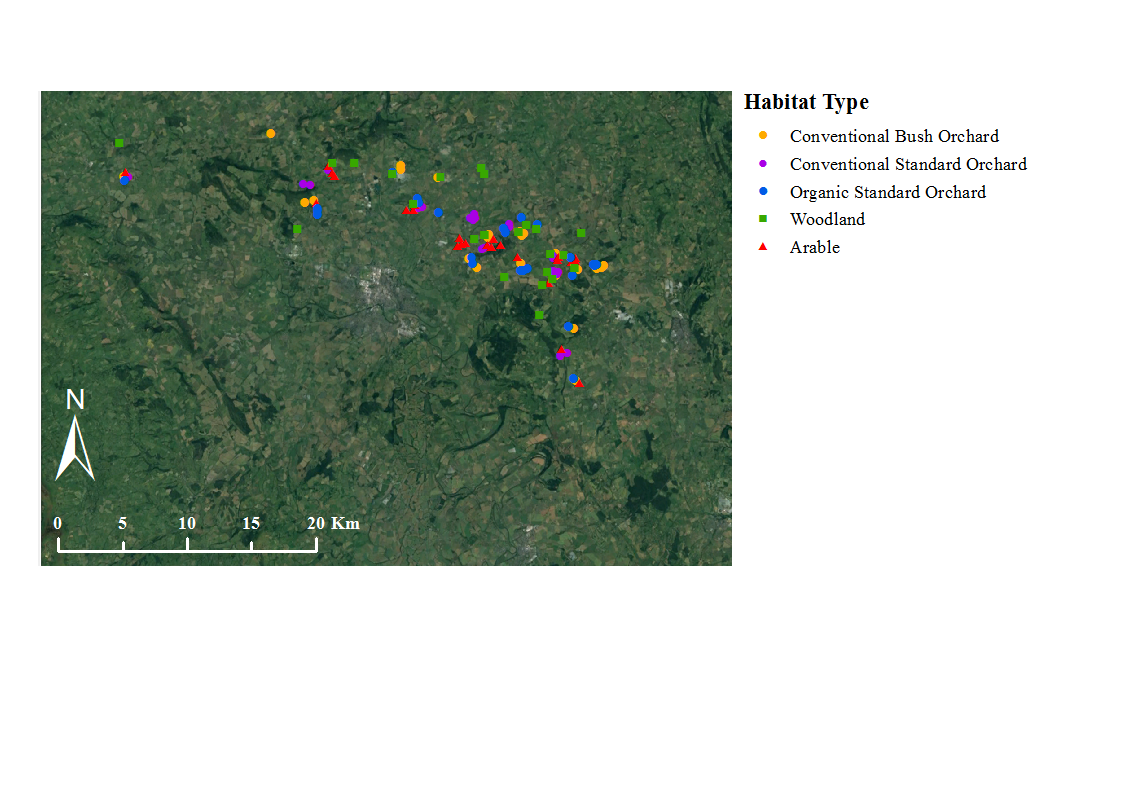 Habitat Type
Conventional Bush Orchard
Conventional Standard Orchard
Organic Standard Orchard
Woodland
Arable
N
0 5 10 15 20 Km